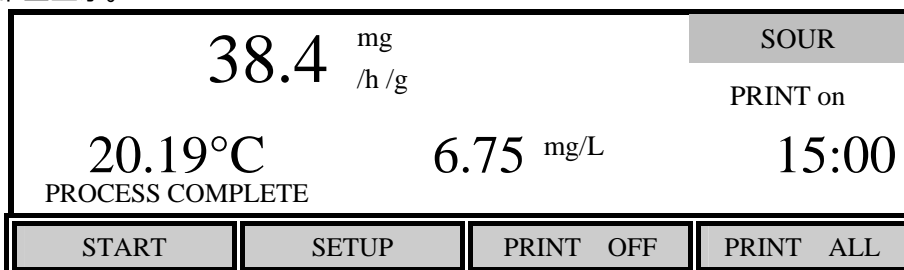 38.4 mg
/h /g
SOUR
PRINT on
20.19°C 6.75 mg/L 15:00
PROCESS COMPLETE
START SETUP PRINT OFF PRINT ALL